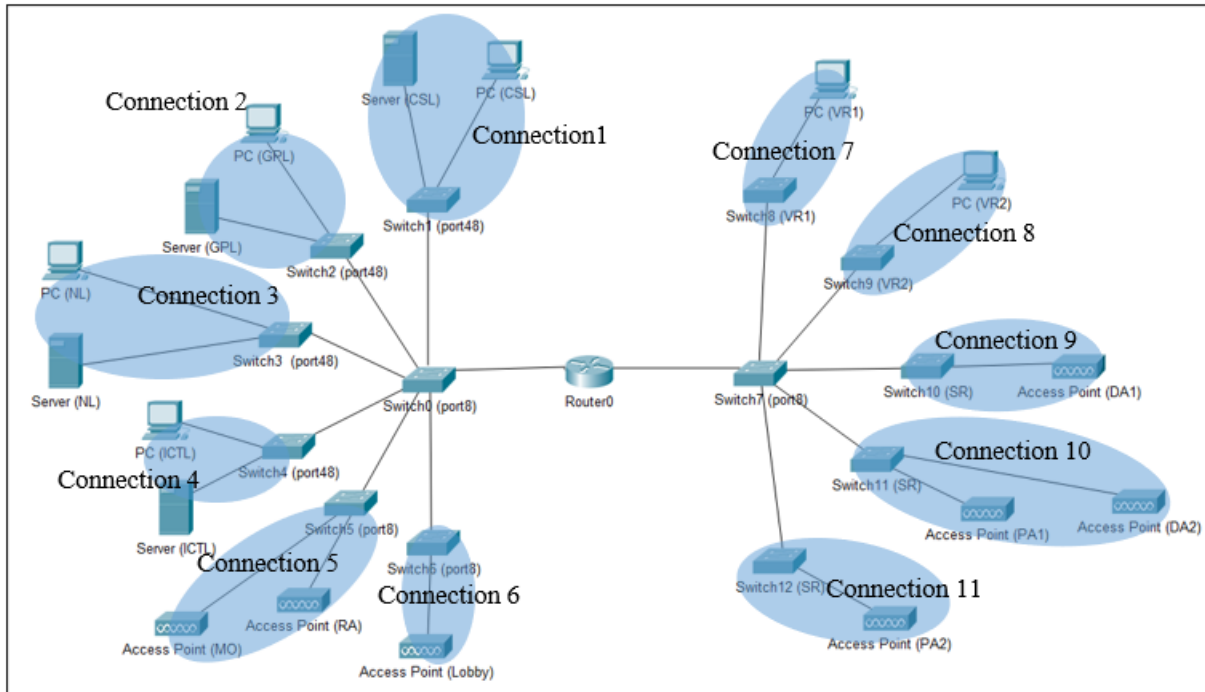 Server (CSL)
PC (CSL)
Connection1
Switch1 (port48)
Connection 2
PC (GPL)
Server (GPL)
Switch2 (port48)
PC (NL)
Connection 3
Switch3 (port48)
Server (NL)
PC (ICTL)
Connection 4
Switch4 (port48)
Server (ICTL)
Switch0 (port8)
Router0
Switch5 (port8)
Connection 5
Access Point (RA)
Access Point (MO)
Switch6 (port8)
Connection 6
Access Point (Lobby)
PC (VR1)
Connection 7
Switch8 (VR1)
PC (VR2)
Connection 8
Switch9 (VR2)
Switch7 (port8)
Connection 9
Switch10 (SR)
Access Point (DA1)
Connection 10
Switch11 (SR)
Access Point (PA1)
Access Point (DA2)
Switch12 (SR)
Connection 11
Access Point (PA2)